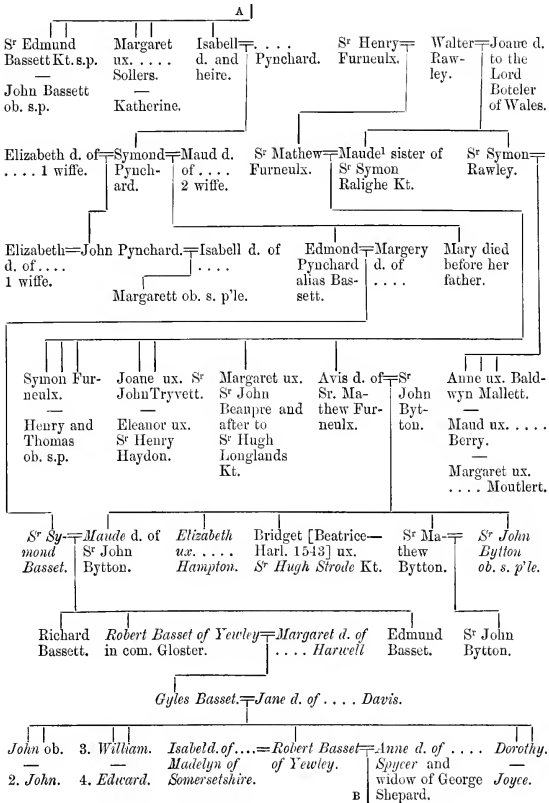 A
Sr Edmund Bassett Kt. s.p.
—
John Bassett ob. s.p.
Margaret ux. . . . . . Sollers.
—
Katherine.
Isabell d. and heire.
. . . . Pynchard.
Sr Henry Furneulx.
Walter Rawley.
Joane d. to the Lord Boteler of Wales.
Elizabeth d. of . . . . 1 wiffe.
Symond Pynchard.
Maud d. of . . . . 2 wiffe.
Sr Mathew Furneulx.
Maude1 sister of Sr Symon Ralighe Kt.
Sr Symon Rawley.
Elizabeth d. of . . . . 1 wiffe.
John Pynchard.
Isabell d. of . . . .
Margarett ob. s. p'le.
Edmond Pynchard alias Bassett.
Margery d. of . . . .
Mary died before her father.
Symon Furneulx.
—
Henry and Thomas ob. s.p.
Joane ux. Sr John Tryvett.
—
Eleanor ux. Sr Henry Haydon.
Margaret ux. Sr John Beaupre and after to Sr Hugh Longlands Kt.
Avis d. of Sr. Mathew Furneulx.
Sr John Bytton.
Anne ux. Baldwyn Mallett.
—
Maud ux. . . . . . Berry.
—
Margaret ux. . . . . Moutlert.
Sr Symond Basset.
Maude d. of Sr John Bytton.
Elizabeth ux. . . . . . Hampton.
Bridget [Beatrice—Harl. 1543] ux. Sr Hugh Strode Kt.
Sr Mathew Bytton.
Sr John Bytton ob. s. p'le.
Richard Bassett.
Robert Basset of Yewley in com. Gloster.
Margaret d. of . . . . Harwell
Edmund Basset.
Sr John Bytton.
Gyles Basset.
Jane d. of . . . . Davis.
John ob.
—
2. John.
3. William.
—
4. Edward.
Isabel d. of . . . . Madelyn of Somersetshire.
Robert Basset of Yewley.
Anne d. of . . . . Spycer and widow of George Shepard.
Dorothy.
—
Joyce.
B